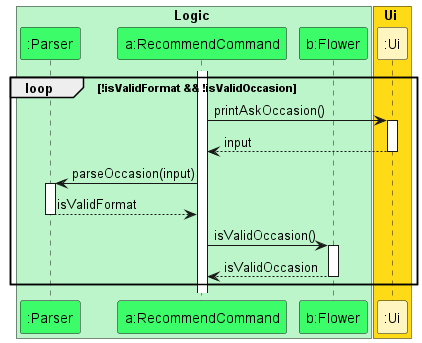 Logic Ui
:Parser a:RecommendCommand b:Flower :Ui
loop [!isValidFormat && !isValidOccasion]
printAskOccasion()
input
parseOccasion(input)
isValidFormat
isValidOccasion()
isValidOccasion
:Parser a:RecommendCommand b:Flower :Ui